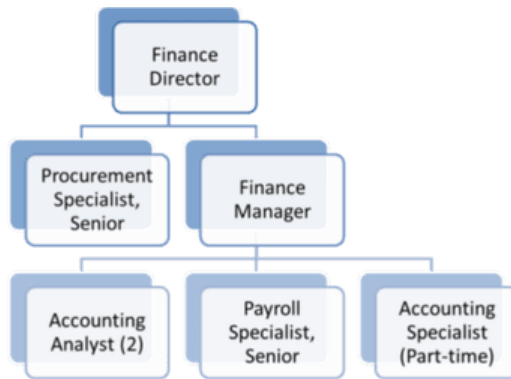 Finance
Director
Procurement
Specialist,
Senior
Finance
Manager
Accounting
Analyst (2)
Payroll
Specialist,
Senior
Accounting
Specialist
(Part-time)